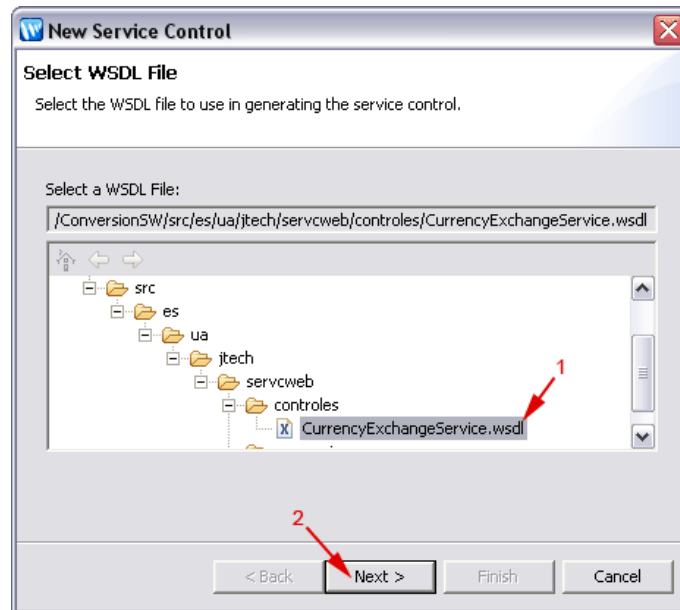 New Service Control
Select WSDL File
Select the WSDL file to use in generating the service control.
Select a WSDL File:
/ConversionSW/src/es/ua/jtech/servcweb/controles/CurrencyExchangeService.wsdl
src
es
ua
jtech
1
servcweb
controles
CurrencyExchangeService.wsdl
2
< Back Next > Finish Cancel